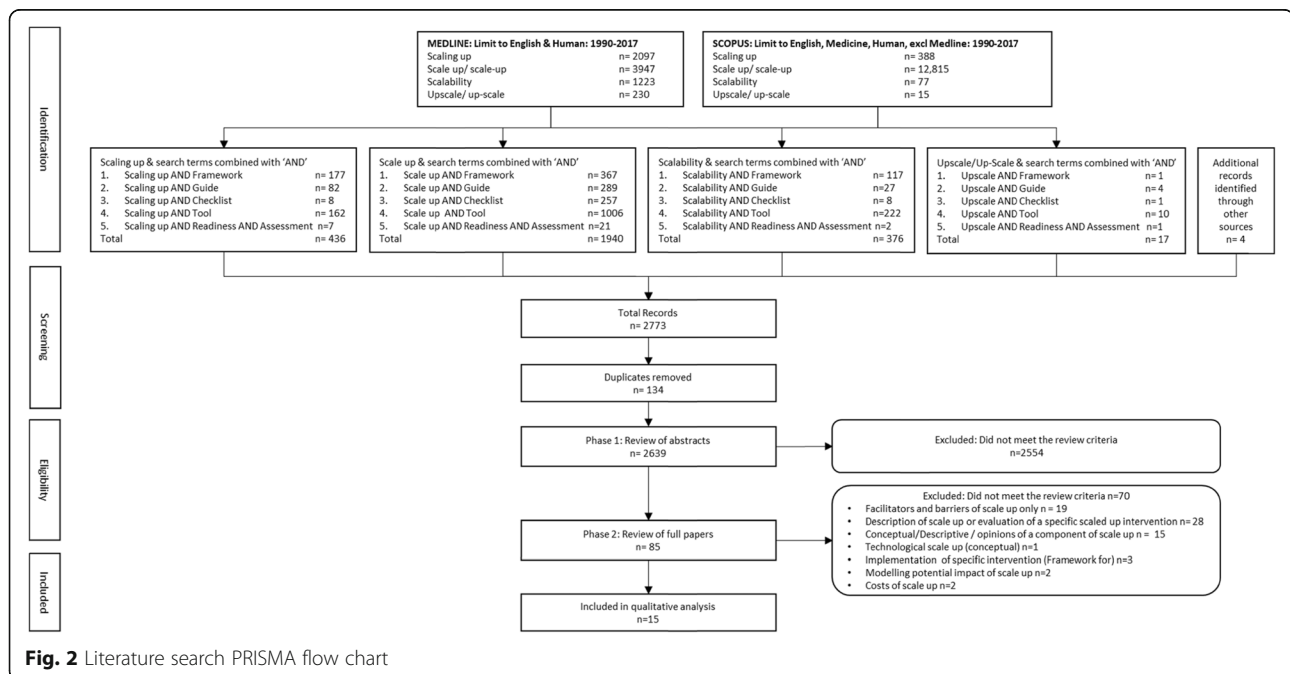 MEDLINE: Limit to English & Human: 1990-2017
Scaling up n= 2097
Scale up/ scale-up n= 3947
Scalability n= 1223
Upscale/ up-scale n= 230
SCOPUS: Limit to English, Medicine, Human, excl Medline: 1990-2017
Scaling up n= 388
Scale up/ scale-up n= 12,815
Scalability n= 77
Upscale/ up-scale n= 15
Identification
Scaling up & search terms combined with ‘AND’
1. Scaling up AND Framework n= 177
2. Scaling up AND Guide n= 82
3. Scaling up AND Checklist n= 8
4. Scaling up AND Tool n= 162
5. Scaling up AND Readiness AND Assessment n=7
Total n= 436
Scale up & search terms combined with ‘AND’
1. Scale up AND Framework n= 367
2. Scale up AND Guide n= 289
3. Scale up AND Checklist n= 257
4. Scale up AND Tool n= 1006
5. Scale up AND Readiness AND Assessment n=21
Total n= 1940
Scalability & search terms combined with ‘AND’
1. Scalability AND Framework n= 117
2. Scalability AND Guide n=27
3. Scalability AND Checklist n= 8
4. Scalability AND Tool n=222
5. Scalability AND Readiness AND Assessment n=2
Total n= 376
Upscale/Up-Scale & search terms combined with ‘AND’
1. Upscale AND Framework n= 1
2. Upscale AND Guide n= 4
3. Upscale AND Checklist n= 1
4. Upscale AND Tool n= 10
5. Upscale AND Readiness AND Assessment n=1
Total n= 17
Additional
records
identified
through
other
sources
n= 4
Screening
Total Records
n= 2773
Duplicates removed
n= 134
Eligibility
Phase 1: Review of abstracts
n= 2639
Excluded: Did not meet the review criteria
n=2554
Phase 2: Review of full papers
n= 85
Excluded: Did not meet the review criteria n=70
• Facilitators and barriers of scale up only n= 19
• Description of scale up or evaluation of a specific scaled up intervention n= 28
• Conceptual/Descriptive / opinions of a component of scale up n= 15
• Technological scale up (conceptual) n=1
• Implementation of specific intervention (Framework for) n=3
• Modelling potential impact of scale up n=2
• Costs of scale up n=2
Included
Included in qualitative analysis
n=15
Fig. 2 Literature search PRISMA flow chart